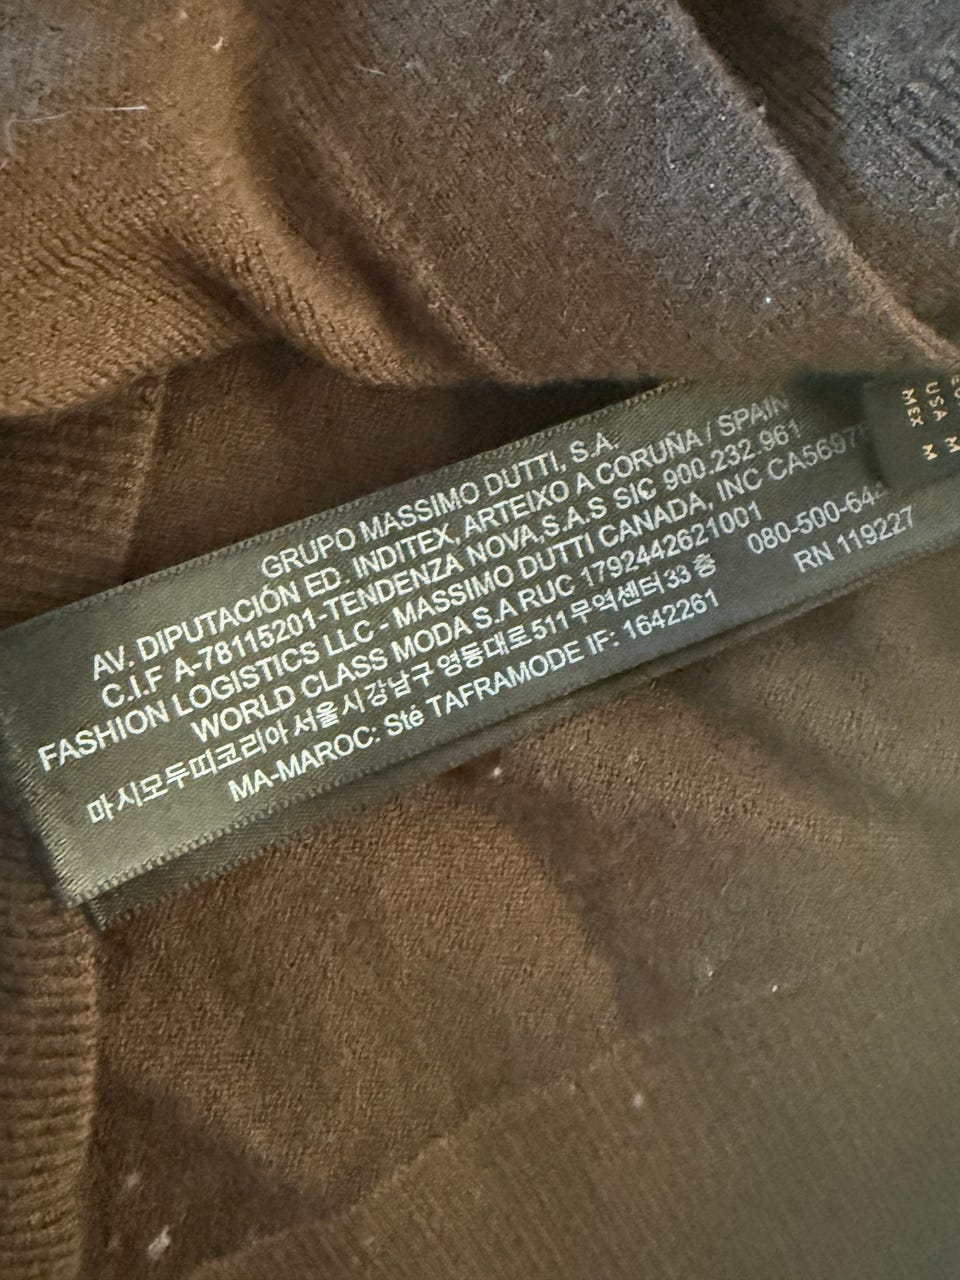 GRUPO MASSIMO DUTTI, S.A.
AV. DIPUTACIÓN ED. INDITEX, ARTEIXO A CORUÑA / SPAIN
C.I.F A-78115201-TENDENZA NOVA,S.A.S SIC 900.232.961
FASHION LOGISTICS LLC - MASSIMO DUTTI CANADA, INC
WORLD CLASS MODA S.A RUC 1792442621001
마시모두띠코리아 서울시강남구 영동대로511무역센터33 층
MA-MAROC: Sté TAFRAMODE IF: 1642261
RN 119227
USA M
MEX M